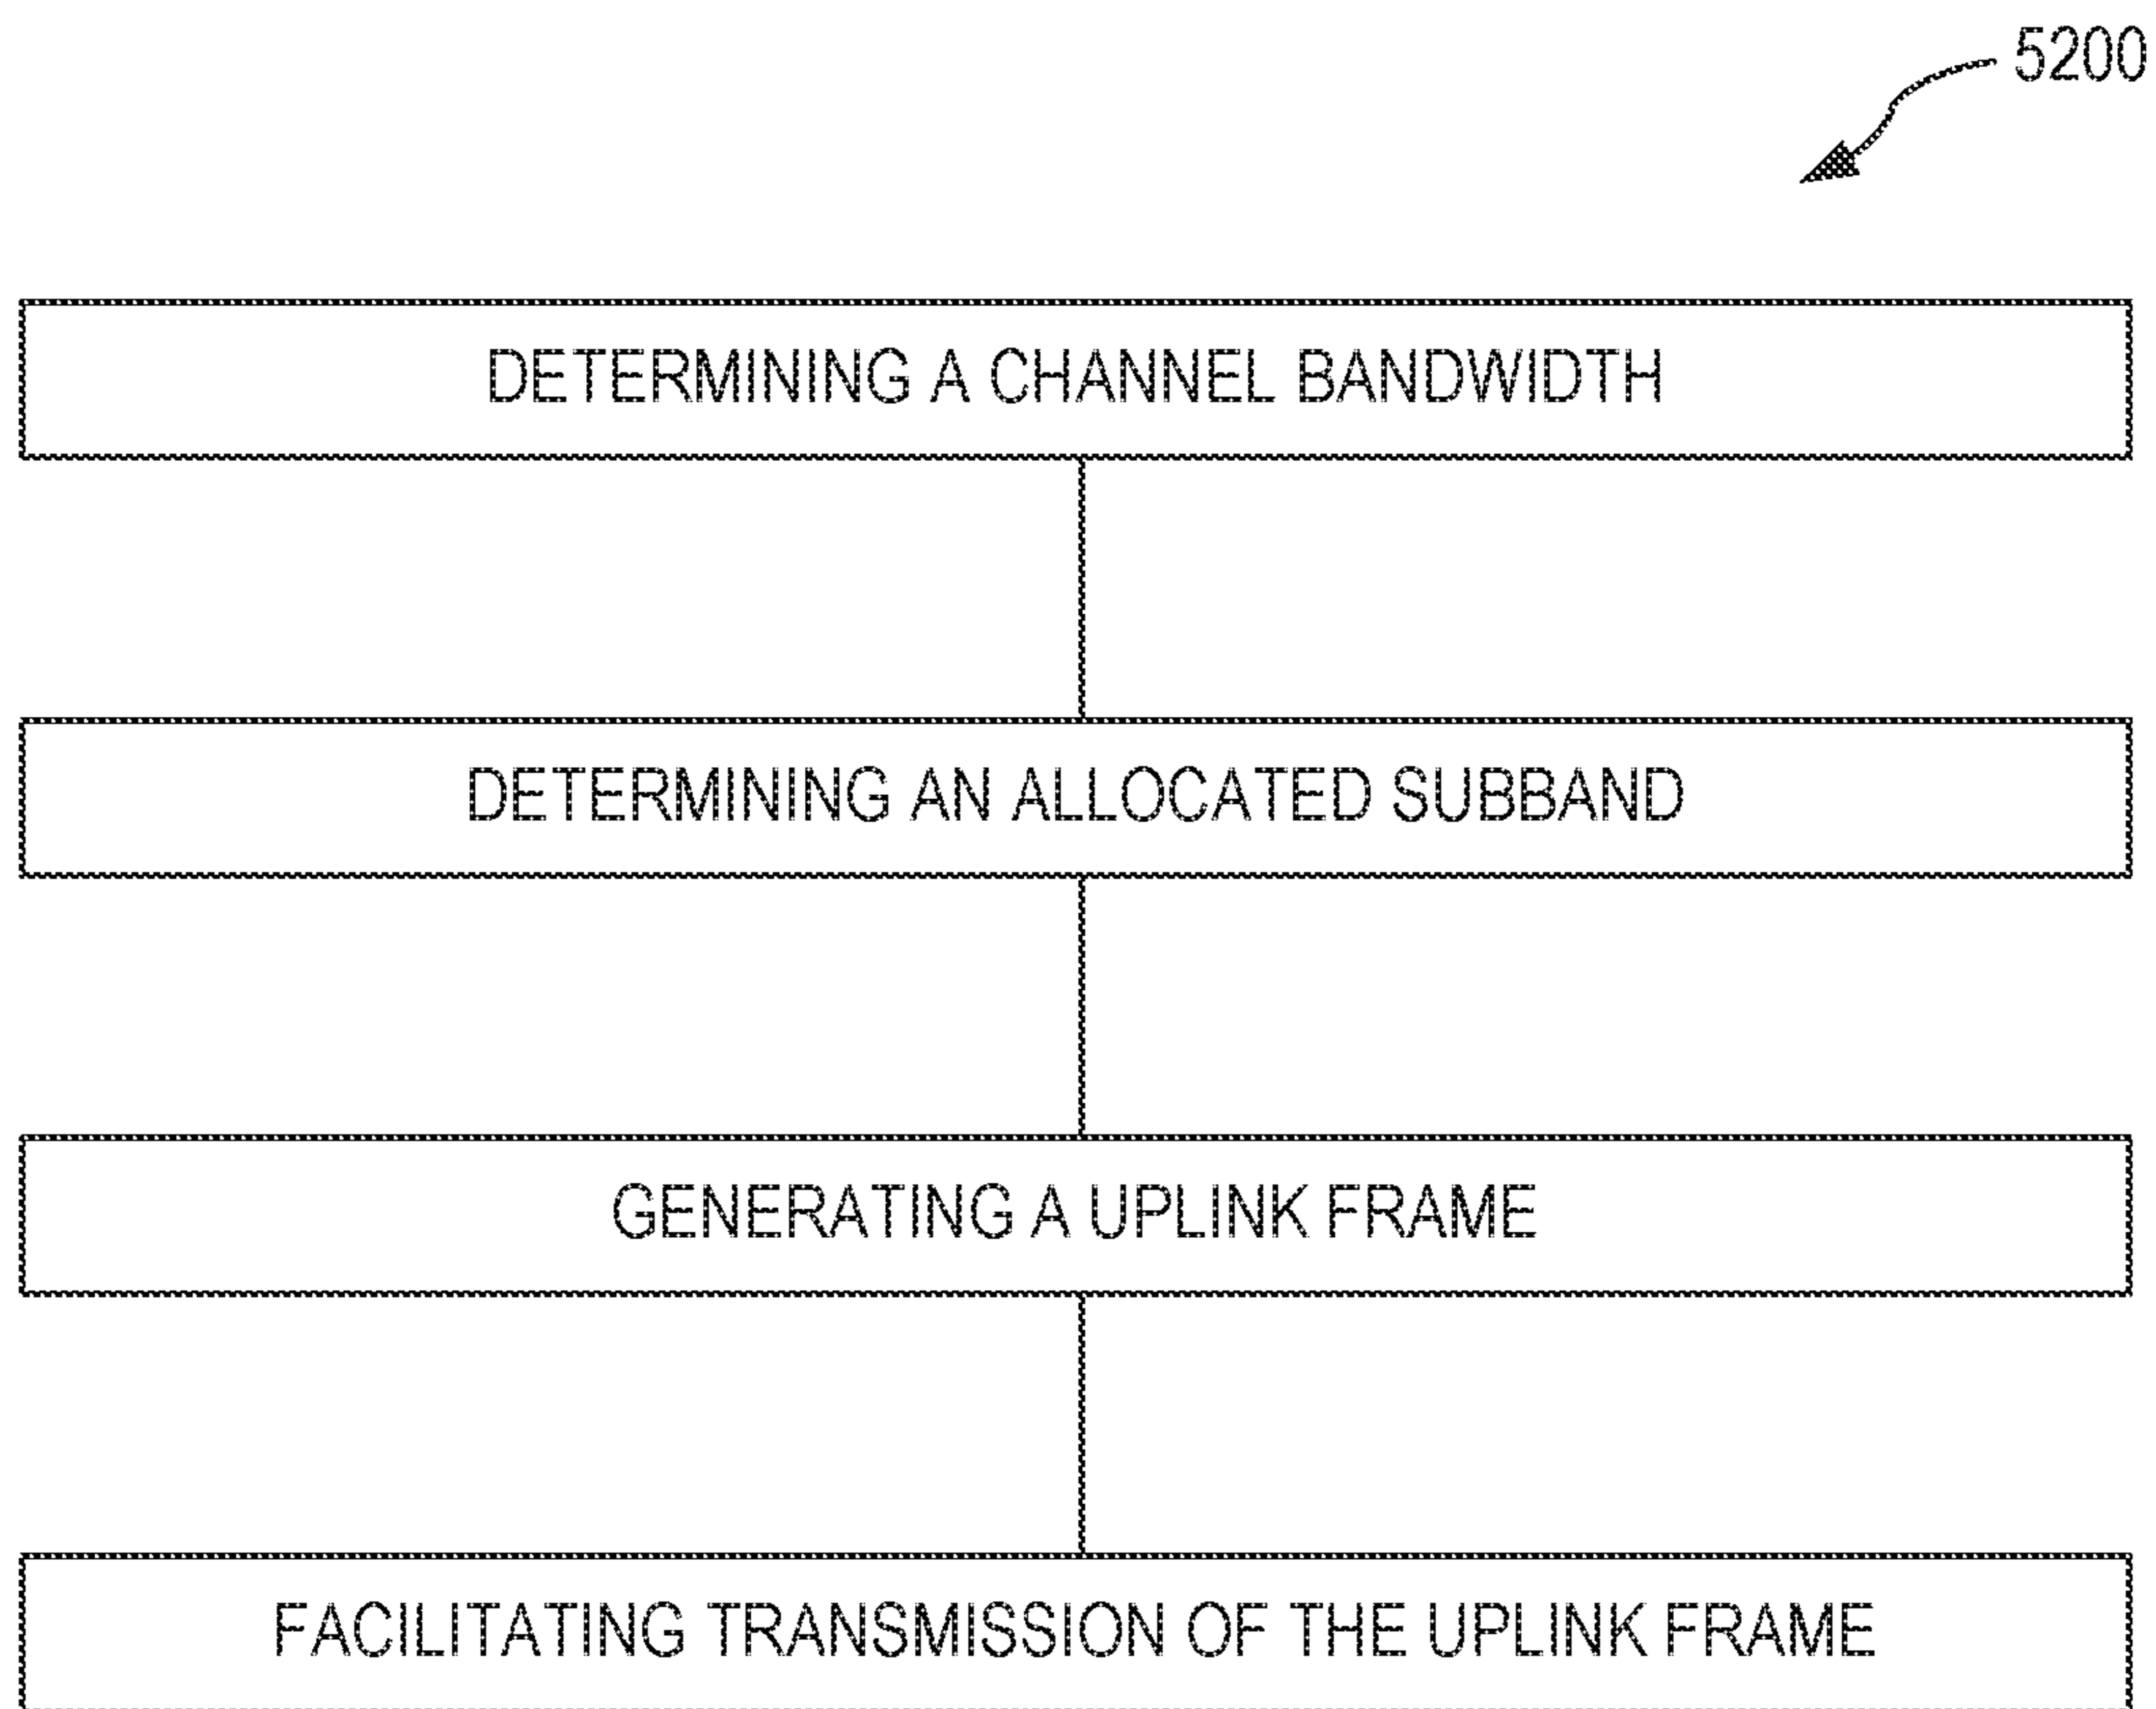 5200
DETERMINING A CHANNEL BANDWIDTH
DETERMINING AN ALLOCATED SUBBAND
GENERATING A UPLINK FRAME
FACILITATING TRANSMISSION OF THE UPLINK FRAME